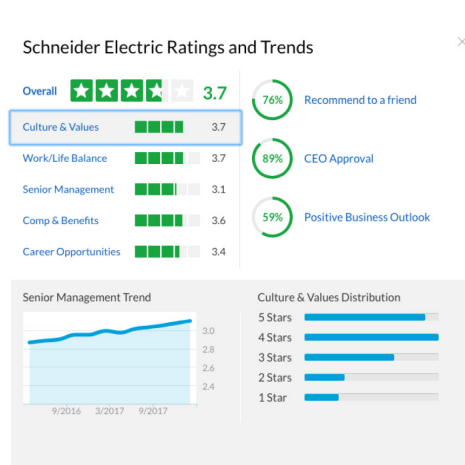 Schneider Electric Ratings and Trends
Overall 3.7
Culture & Values 3.7
Work/Life Balance 3.7
Senior Management 3.1
Comp & Benefits 3.6
Career Opportunities 3.4
76% Recommend to a friend
89% CEO Approval
59% Positive Business Outlook
Senior Management Trend
3.0
2.8
2.6
2.4
9/2016 3/2017 9/2017
Culture & Values Distribution
5 Stars
4 Stars
3 Stars
2 Stars
1 Star